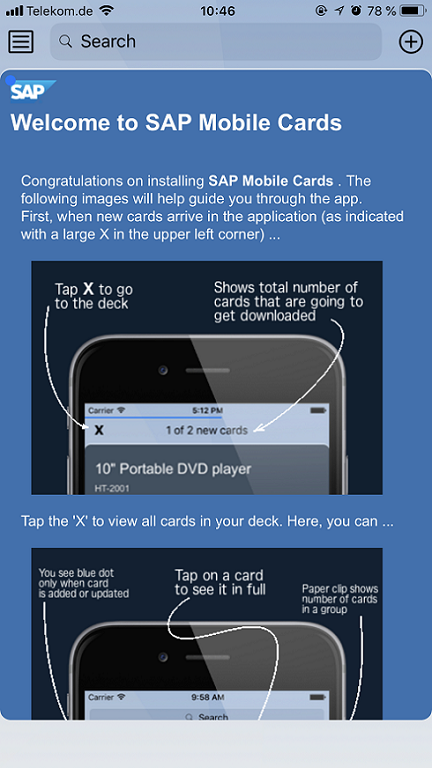 Telekom.de 10:46 78 %
Search
SAP
Welcome to SAP Mobile Cards
Congratulations on installing SAP Mobile Cards . The
following images will help guide you through the app.
First, when new cards arrive in the application (as indicated
with a large X in the upper left corner) ...
Tap X to go
to the deck
Shows total number of
cards that are going to
get downloaded
Carrier 5:12 PM
X 1 of 2 new cards
10" Portable DVD player
HT-2001
Tap the 'X' to view all cards in your deck. Here, you can ...
You see blue dot
only when card
is added or updated
Tap on a card
to see it in full
Paper clip shows
number of cards
in a group
Carrier 9:58 AM
Search